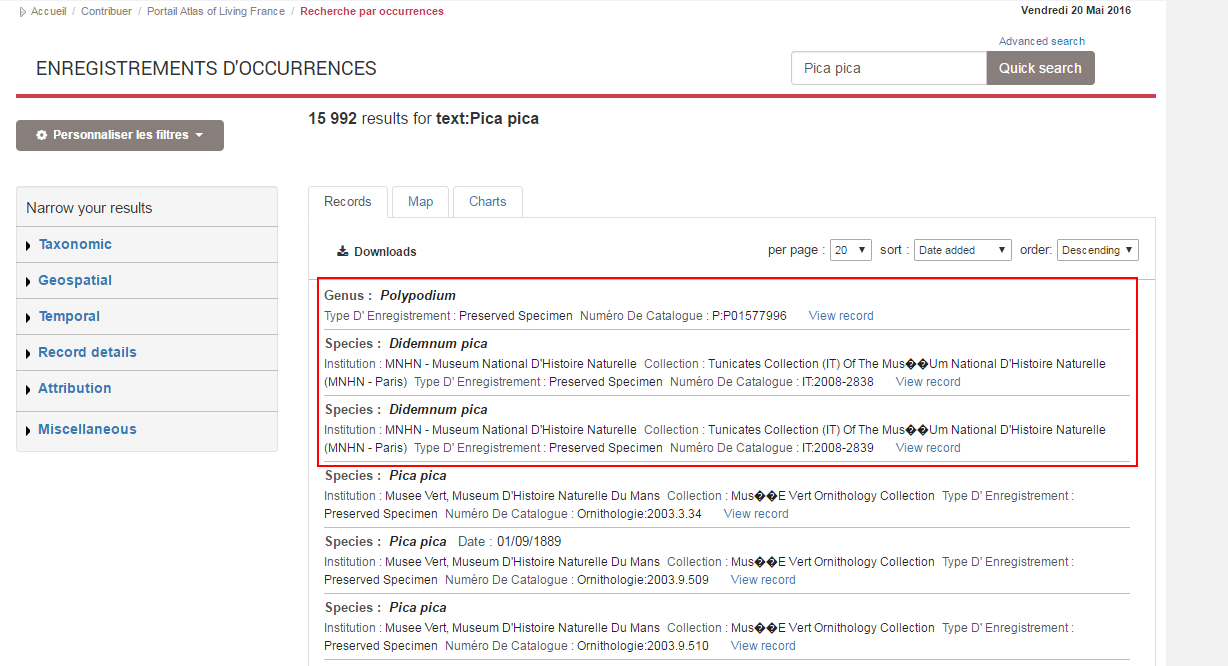 Accueil / Contribuer / Portail Atlas of Living France / Recherche par occurrences
Vendredi 20 Mai 2016
Advanced search
ENREGISTREMENTS D'OCCURRENCES
Pica pica
Quick search
Personnaliser les filtres
15 992 results for text:Pica pica
Narrow your results
Taxonomic
Geospatial
Temporal
Record details
Attribution
Miscellaneous
Records
Map
Charts
Downloads
per page : 20 sort : Date added order: Descending
Genus : Polypodium
Type D' Enregistrement : Preserved Specimen Numéro De Catalogue : P:P01577996 View record
Species : Didemnum pica
Institution : MNHN - Museum National D'Histoire Naturelle Collection : Tunicates Collection (IT) Of The Mus��Um National D'Histoire Naturelle
(MNHN - Paris) Type D' Enregistrement : Preserved Specimen Numéro De Catalogue : IT:2008-2838 View record
Species : Didemnum pica
Institution : MNHN - Museum National D'Histoire Naturelle Collection : Tunicates Collection (IT) Of The Mus��Um National D'Histoire Naturelle
(MNHN - Paris) Type D' Enregistrement : Preserved Specimen Numéro De Catalogue : IT:2008-2839 View record
Species : Pica pica
Institution : Musee Vert, Museum D'Histoire Naturelle Du Mans Collection : Mus��E Vert Ornithology Collection Type D' Enregistrement :
Preserved Specimen Numéro De Catalogue : Ornithologie:2003.3.34 View record
Species : Pica pica Date : 01/09/1889
Institution : Musee Vert, Museum D'Histoire Naturelle Du Mans Collection : Mus��E Vert Ornithology Collection Type D' Enregistrement :
Preserved Specimen Numéro De Catalogue : Ornithologie:2003.9.509 View record
Species : Pica pica
Institution : Musee Vert, Museum D'Histoire Naturelle Du Mans Collection : Mus��E Vert Ornithology Collection Type D' Enregistrement :
Preserved Specimen Numéro De Catalogue : Ornithologie:2003.9.510 View record